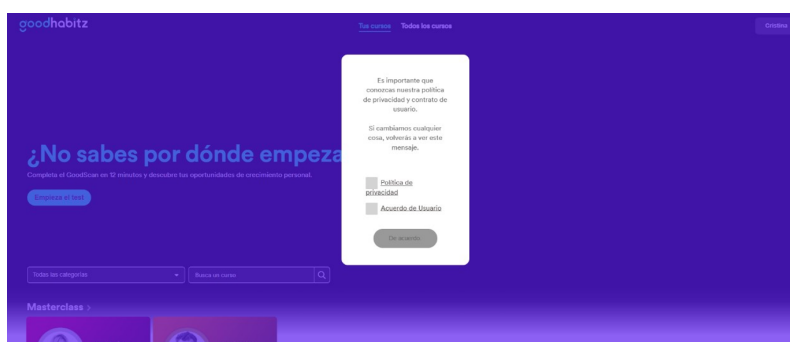 goodhabitz
Tus cursos Todos los cursos
Cristina
Es importante que
conozcas nuestra política
de privacidad y contrato de
usuario.
Si cambiamos cualquier
cosa, volverás a ver este
mensaje.
Política de
privacidad
Acuerdo de Usuario
De acuerdo
¿No sabes por dónde empeza
Completa el GoodScan en 12 minutos y descubre tus oportunidades de crecimiento personal.
Empieza el test
Todas las categorías
Busca un curso
Masterclass >